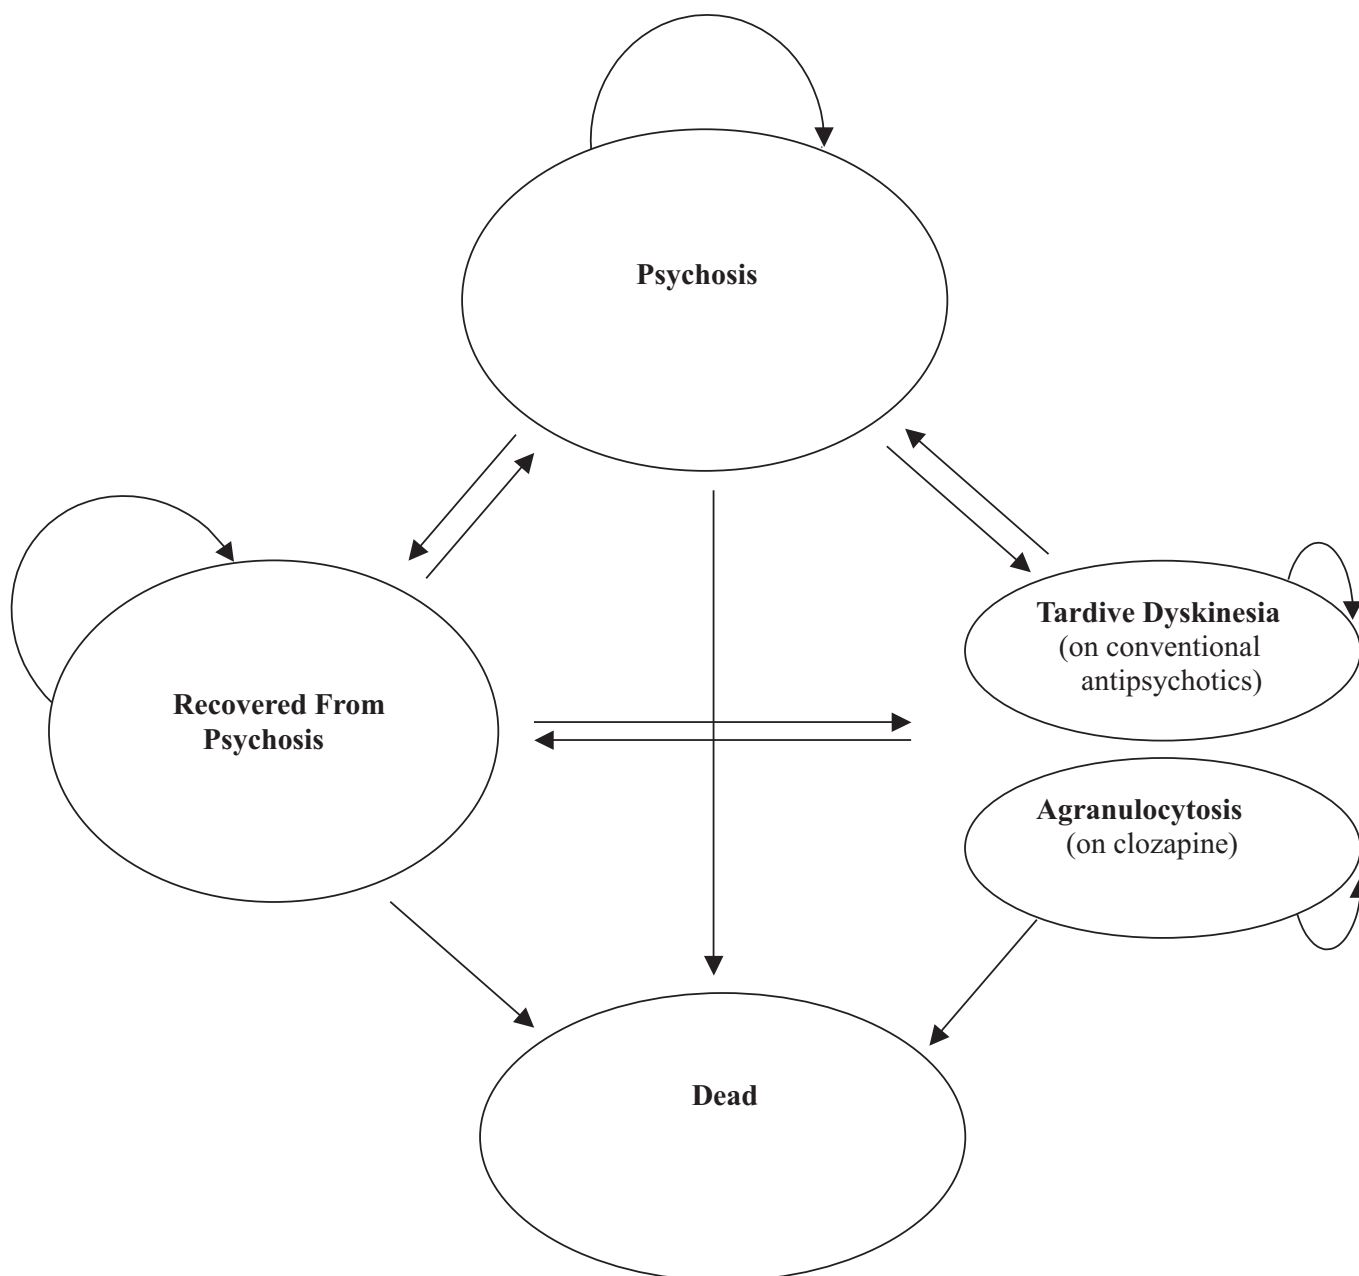 Psychosis
Tardive Dyskinesia
(on conventional
antipsychotics)
Recovered From
Psychosis
Agranulocytosis
(on clozapine)
Dead